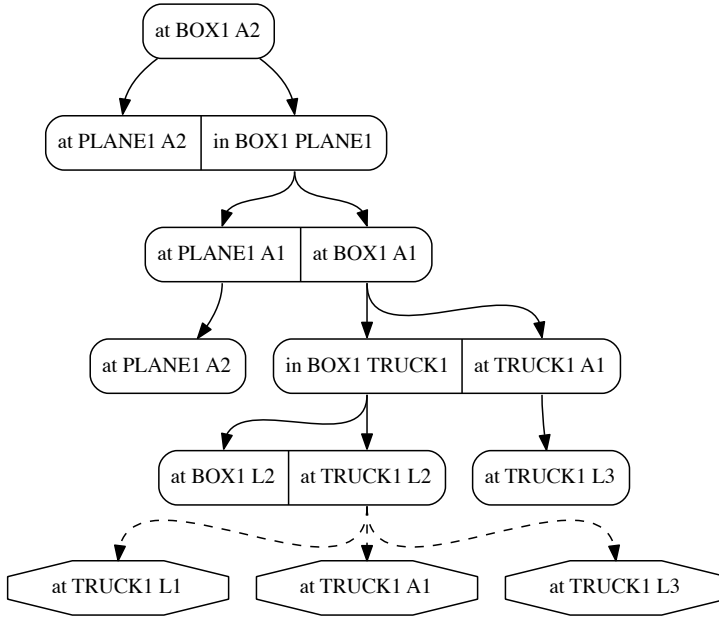 at BOX1 A2
at PLANE1 A2 in BOX1 PLANE1
at PLANE1 A1 at BOX1 A1
at PLANE1 A2 in BOX1 TRUCK1 at TRUCK1 A1
at BOX1 L2 at TRUCK1 L2 at TRUCK1 L3
at TRUCK1 L1 at TRUCK1 A1 at TRUCK1 L3